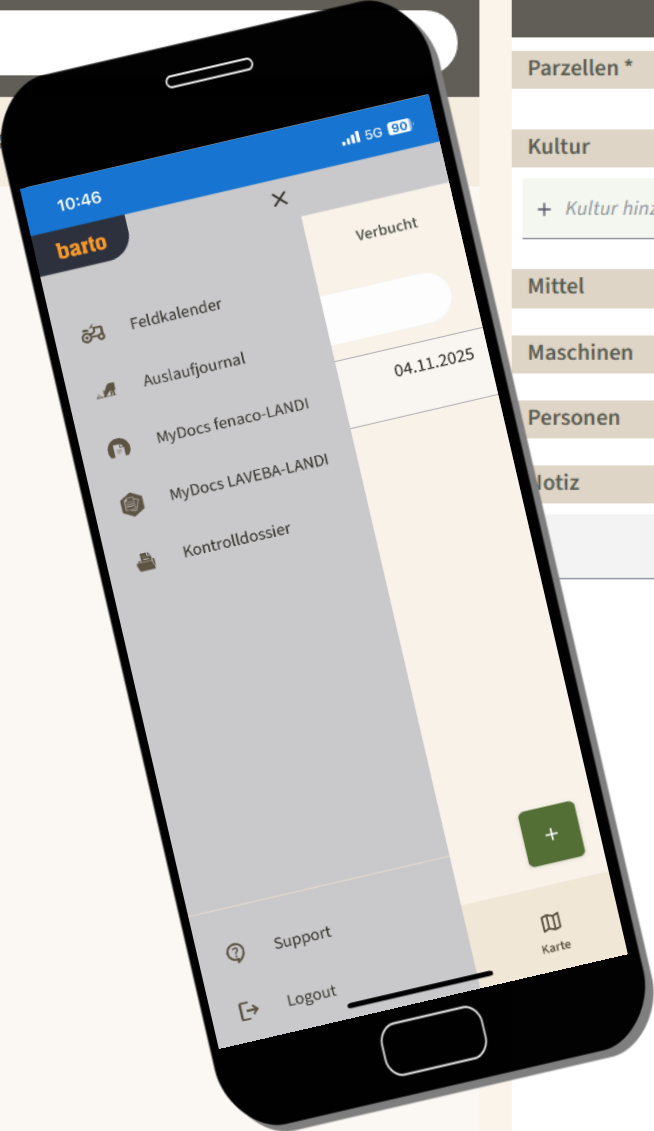 10:46
5G 90
barto
Verbucht
Feldkalender
Auslaufjournal
04.11.2025
MyDocs fenaco-LANDI
MyDocs LAVEBA-LANDI
Kontrolldossier
Support
Logout
Karte
Parzellen *
Kultur
+ Kultur hinz
Mittel
Maschinen
Personen
Notiz